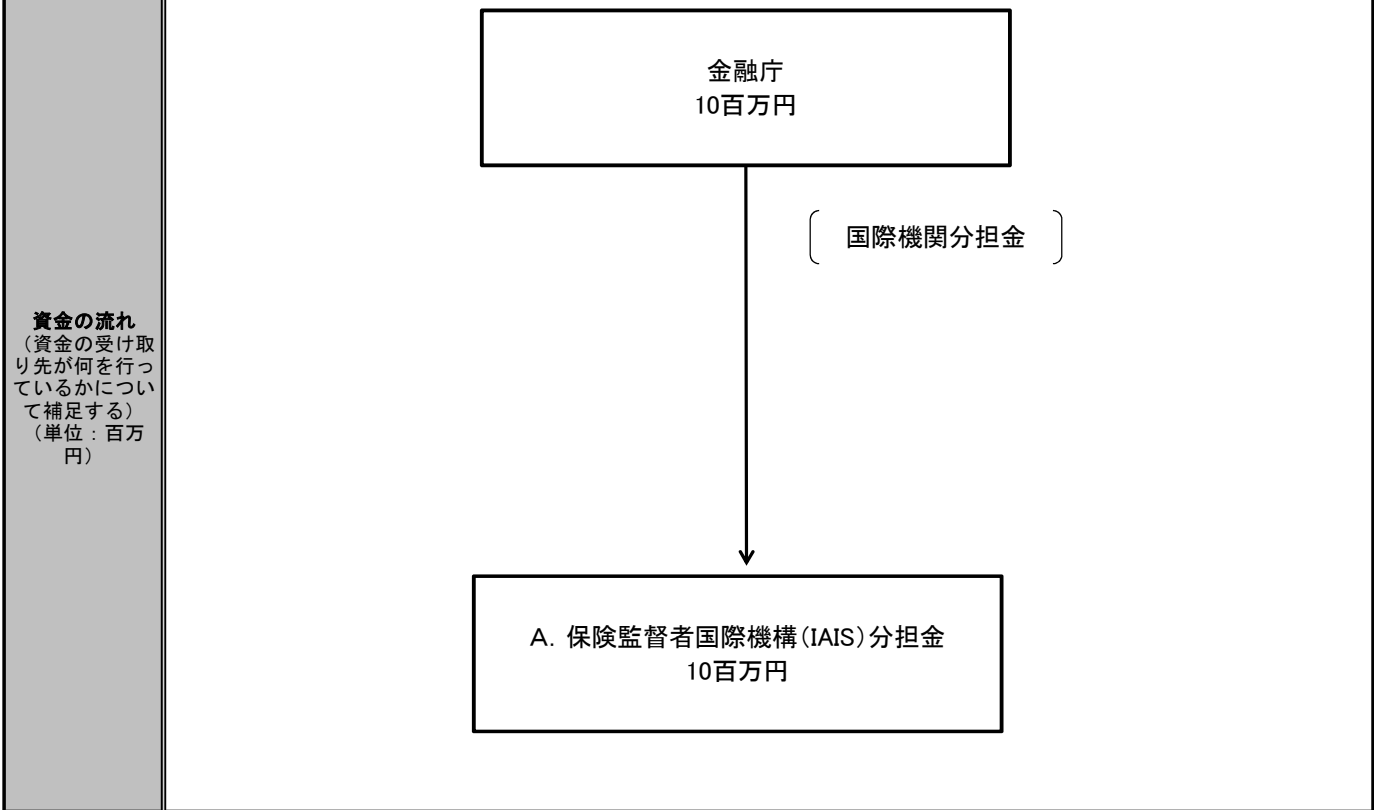 資金の流れ
（資金の受け取
り先が何を行っ
ているかについ
て補足する）
（単位：百万
円）
金融庁
10百万円
国際機関分担金
A．保険監督者国際機構（IAIS）分担金
10百万円